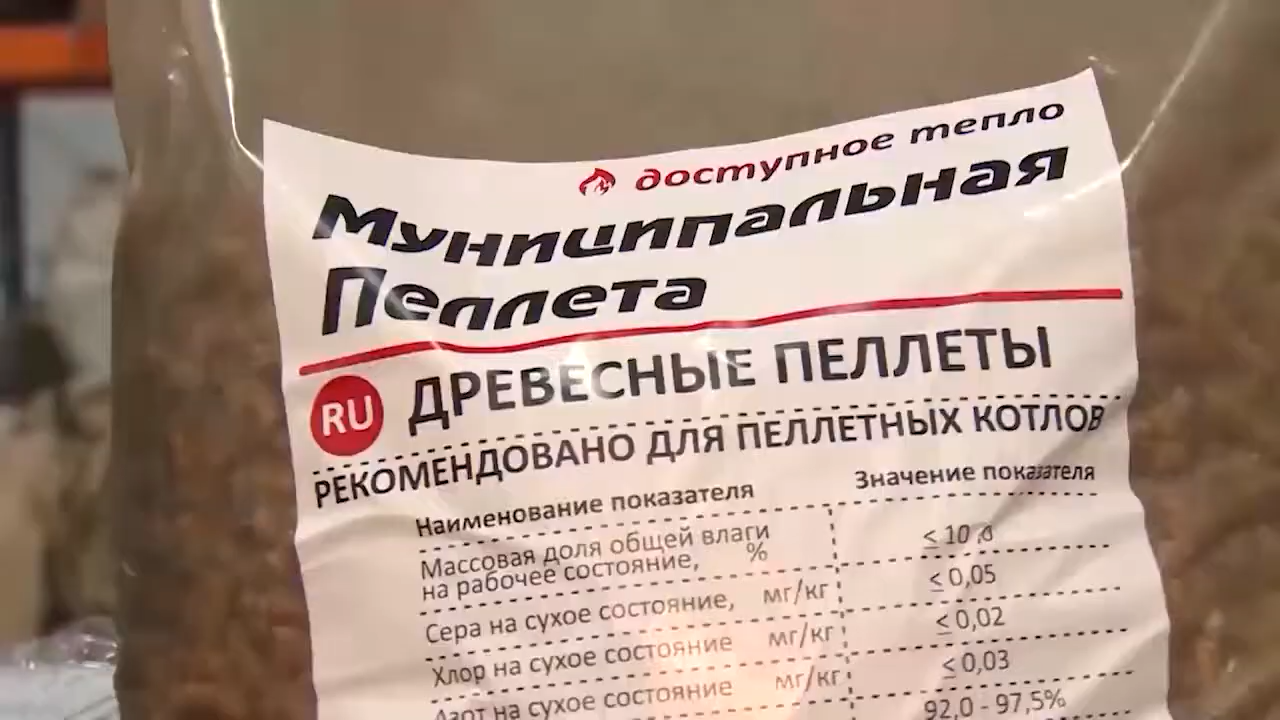 доступное тепло
Муниципальная
Пеллета
RU ДРЕВЕСНЫЕ ПЕЛЛЕТЫ
РЕКОМЕНДОВАНО ДЛЯ ПЕЛЛЕТНЫХ КОТЛОВ
Наименование показателя Значение показателя
Массовая доля общей влаги
на рабочее состояние, % ≤ 10
Сера на сухое состояние, мг/кг ≤ 0,05
Хлор на сухое состояние мг/кг ≤ 0,02
Азот на сухое состояние мг/кг ≤ 0,03
92,0 - 97,5%